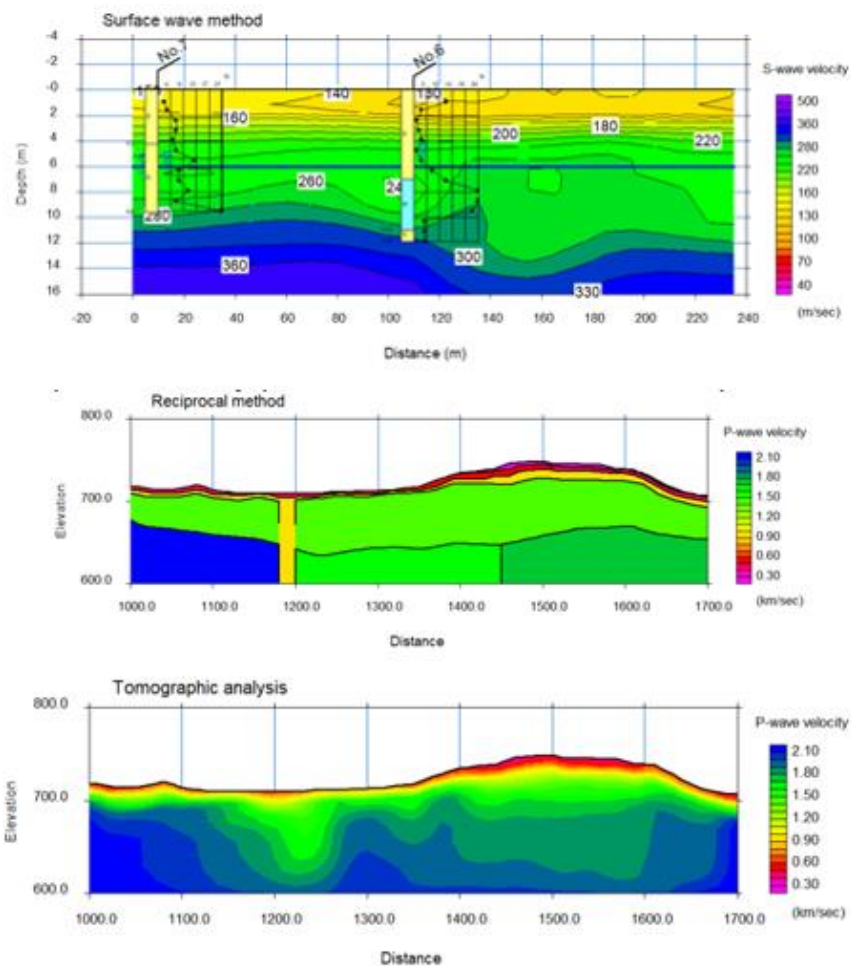 Surface wave method
-4
-2
-0
2
4
6
8
10
12
14
16
Depth (m)
No.7
No.6
140
130
160
200
180
220
260
24
280
300
360
330
-20 0 20 40 60 80 100 120 140 160 180 200 220 240
Distance (m)
S-wave velocity
500
360
280
220
190
160
130
100
70
40
(m/sec)
Reciprocal method
800.0
700.0
600.0
Elevation
1000.0 1100.0 1200.0 1300.0 1400.0 1500.0 1600.0 1700.0
Distance
P-wave velocity
2.10
1.80
1.50
1.20
0.90
0.60
0.30
(km/sec)
Tomographic analysis
800.0
700.0
600.0
Elevation
1000.0 1100.0 1200.0 1300.0 1400.0 1500.0 1600.0 1700.0
Distance
P-wave velocity
2.10
1.80
1.50
1.20
0.90
0.60
0.30
(km/sec)